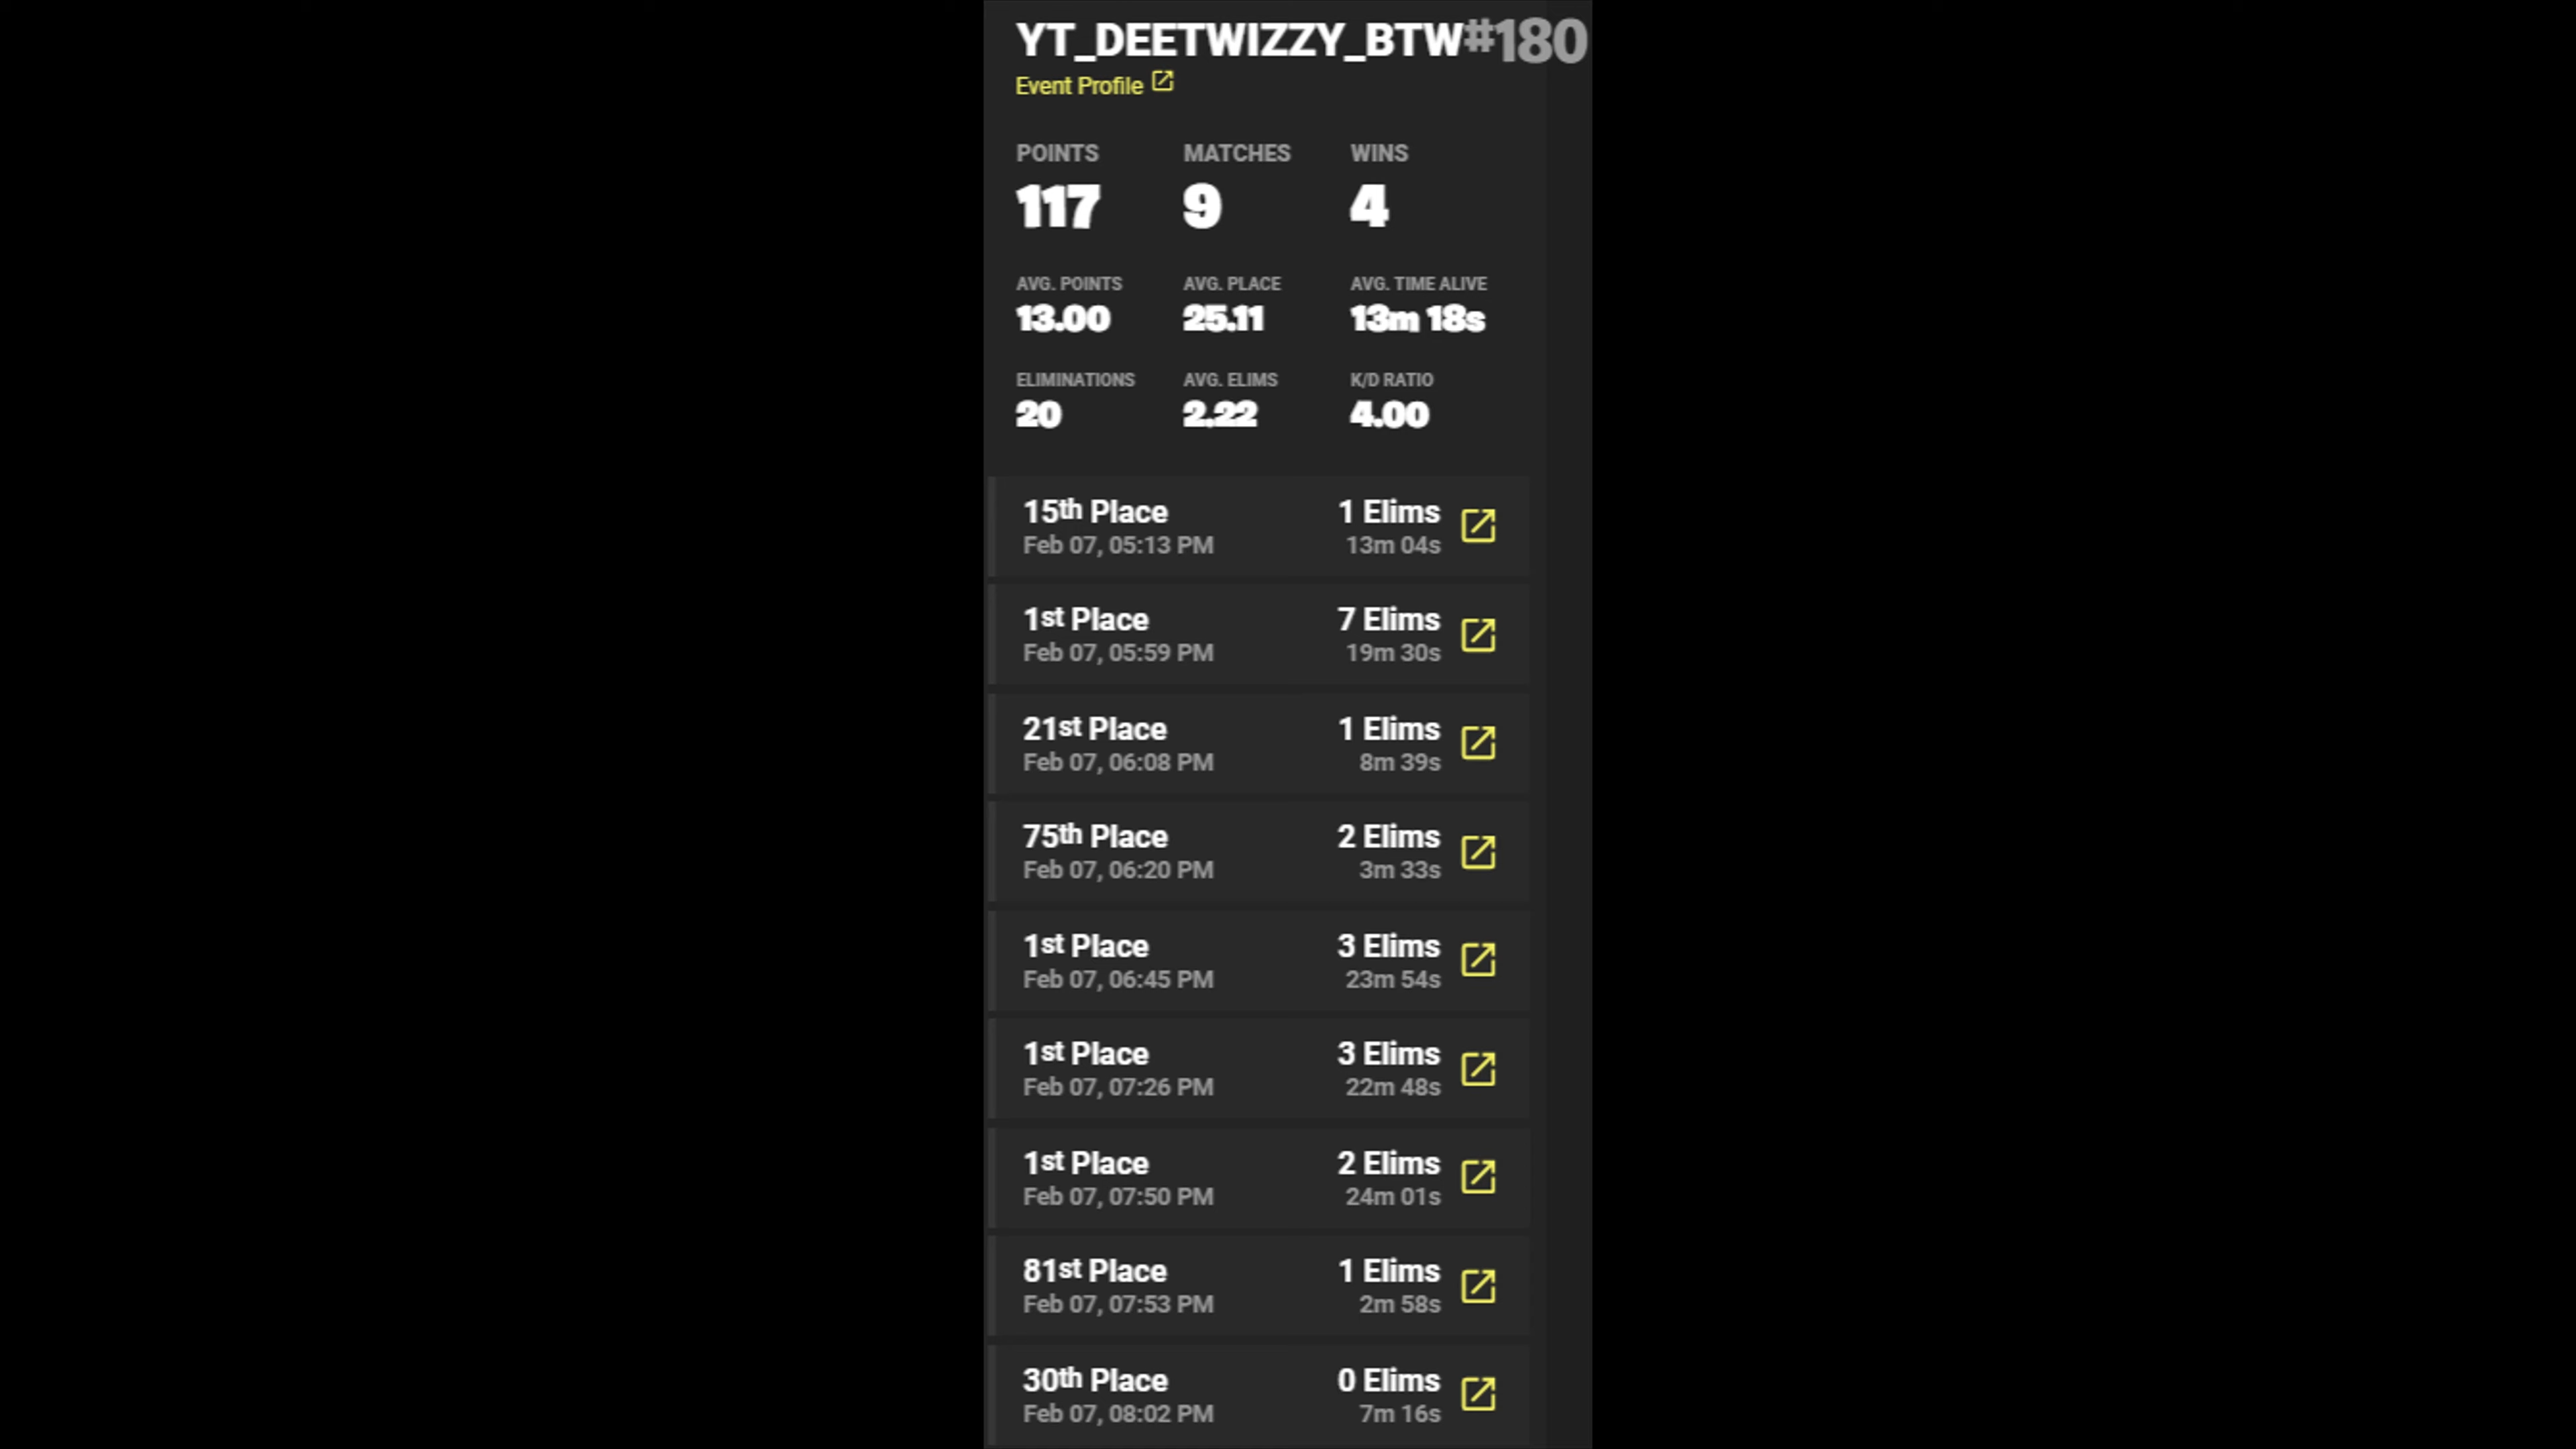 YT_DEETWIZZY_BTW#180
Event Profile
POINTS MATCHES WINS
117 9 4
AVG. POINTS AVG. PLACE AVG. TIME ALIVE
13.00 25.11 13m 18s
ELIMINATIONS AVG. ELIMS K/D RATIO
20 2.22 4.00
15th Place 1 Elims
Feb 07, 05:13 PM 13m 04s
1st Place 7 Elims
Feb 07, 05:59 PM 19m 30s
21st Place 1 Elims
Feb 07, 06:08 PM 8m 39s
75th Place 2 Elims
Feb 07, 06:20 PM 3m 33s
1st Place 3 Elims
Feb 07, 06:45 PM 23m 54s
1st Place 3 Elims
Feb 07, 07:26 PM 22m 48s
1st Place 2 Elims
Feb 07, 07:50 PM 24m 01s
81st Place 1 Elims
Feb 07, 07:53 PM 2m 58s
30th Place 0 Elims
Feb 07, 08:02 PM 7m 16s